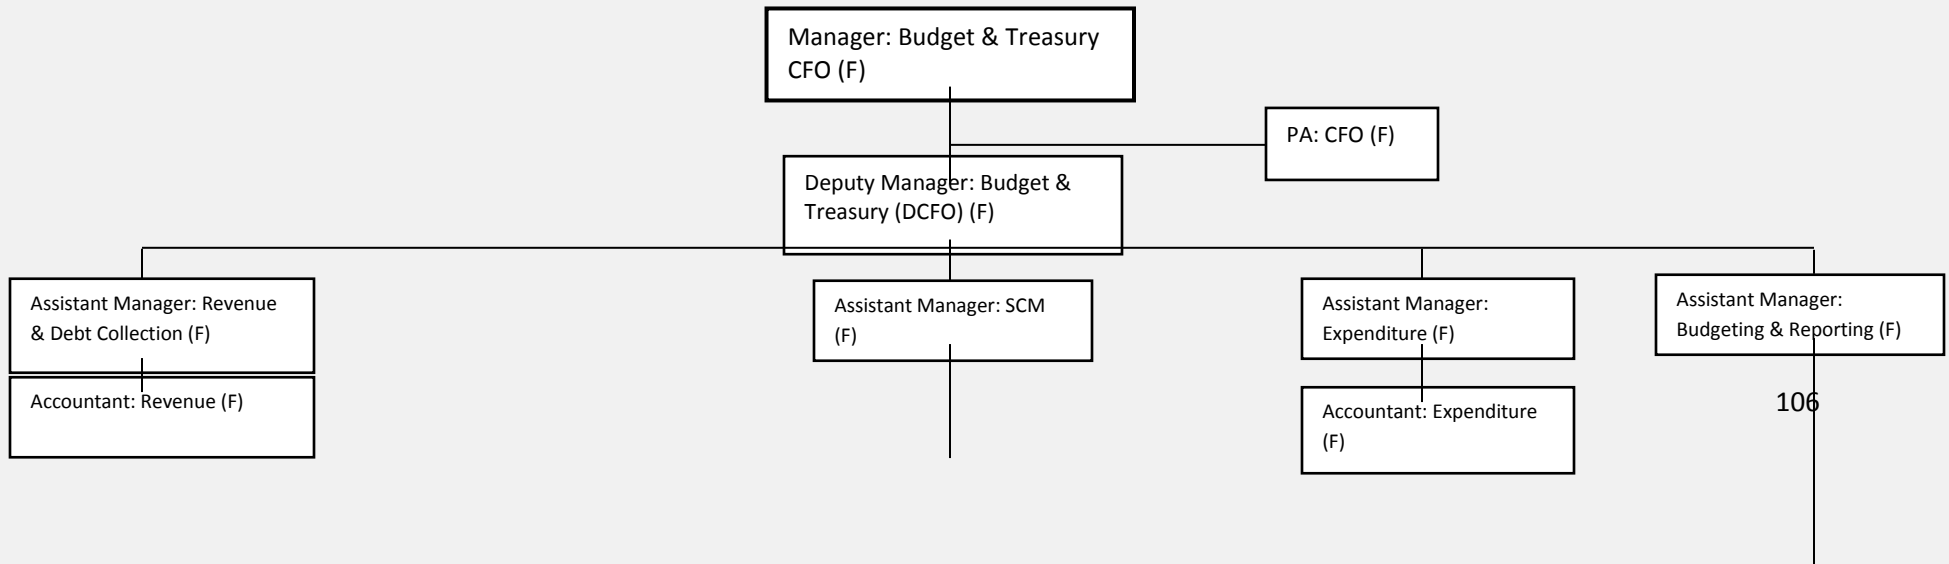 Manager: Budget & Treasury
CFO (F)
PA: CFO (F)
Deputy Manager: Budget &
Treasury (DCFO) (F)
Assistant Manager: Revenue
& Debt Collection (F)
Assistant Manager: SCM
(F)
Assistant Manager:
Expenditure (F)
Assistant Manager:
Budgeting & Reporting (F)
Accountant: Revenue (F)
Accountant: Expenditure
(F)
106